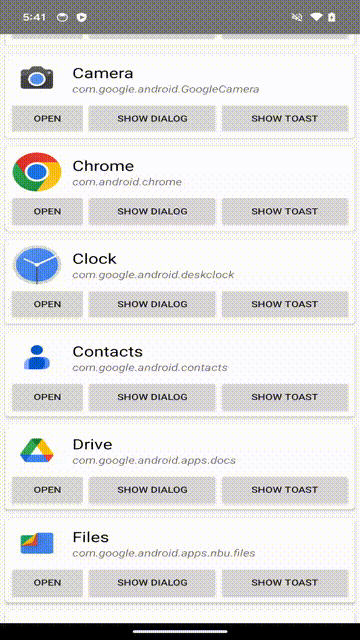 5:41
Camera
com.google.android.GoogleCamera
OPEN SHOW DIALOG SHOW TOAST
Chrome
com.android.chrome
OPEN SHOW DIALOG SHOW TOAST
Clock
com.google.android.deskclock
OPEN SHOW DIALOG SHOW TOAST
Contacts
com.google.android.contacts
OPEN SHOW DIALOG SHOW TOAST
Drive
com.google.android.apps.docs
OPEN SHOW DIALOG SHOW TOAST
Files
com.google.android.apps.nbu.files
OPEN SHOW DIALOG SHOW TOAST